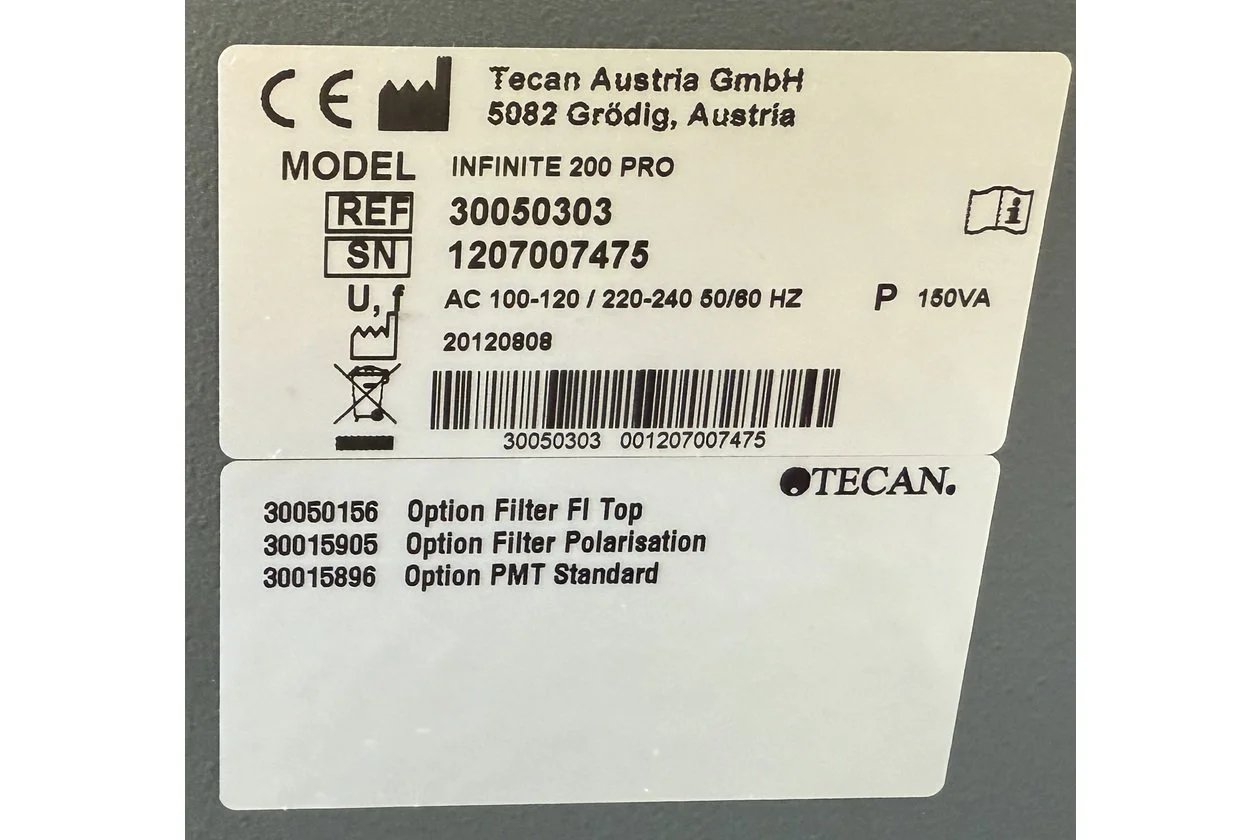 CE Tecan Austria GmbH
5082 Grödig, Austria
MODEL INFINITE 200 PRO
REF 30050303
SN 1207007475
U, f AC 100-120 / 220-240 50/60 HZ P 150VA
20120808
30050303 001207007475
TECAN.
30050156 Option Filter FI Top
30015905 Option Filter Polarisation
30015896 Option PMT Standard